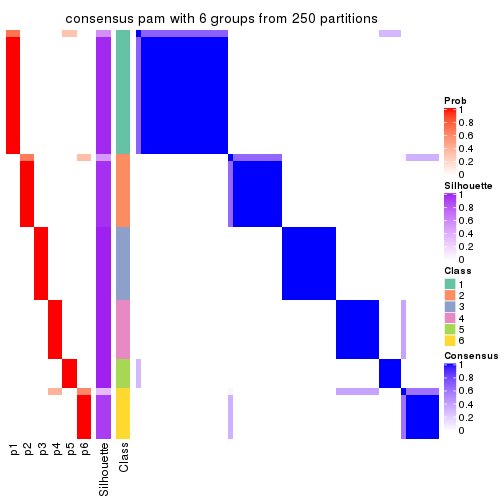 consensus pam with 6 groups from 250 partitions
Prob
1
0.8
0.6
0.4
0.2
0
Silhouette
1
0.8
0.6
0.4
0.2
0
Class
1
2
3
4
5
6
Consensus
1
0.8
0.6
0.4
0.2
0
p1
p2
p3
p4
p5
p6
Silhouette
Class